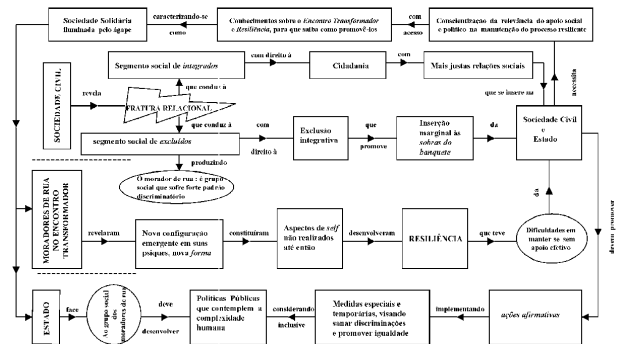 Sociedade Solidária
Iluminada pelo ágape
caracterizando-se
como
Conhecimentos sobre o Encontro Transformador
e Resiliência, para que saiba como promovê-los
com
acesso
Conscientização da relevância do apoio social
e político na manutenção do processo resiliente
SOCIEDADE CIVIL
revela
FRATURA RELACIONAL
que conduz à
Segmento social de integrados
com direito à
Cidadania
com
Mais justas relações sociais
que se insere na
necessita
que conduz à
segmento social de excluídos
com
direito à
Exclusão
integrativa
que
promove
Inserção
marginal às
sobras do
banquete
da
Sociedade Civil
e
Estado
produzindo
O morador de rua : é grupo
social que sofre forte padrão
discriminatório
MORADORES DE RUA
NO ENCONTRO
TRANSFORMADOR
revelaram
Nova configuração
emergente em suas
psiques, nova forma
constituíram
Aspectos de self
não realizados
até então
desenvolveram
RESILIÊNCIA
que teve
Dificuldades em
manter se sem
apoio efetivo
da
devem promover
ESTADO
face
Ao grupo social
dos
moradores de rua
deve
desenvolver
Políticas Públicas
que contemplem a
complexidade
humana
considerando
inclusive
Medidas especiais e
temporárias, visando
sanar discriminações
e promover igualdade
implementando
ações afirmativas